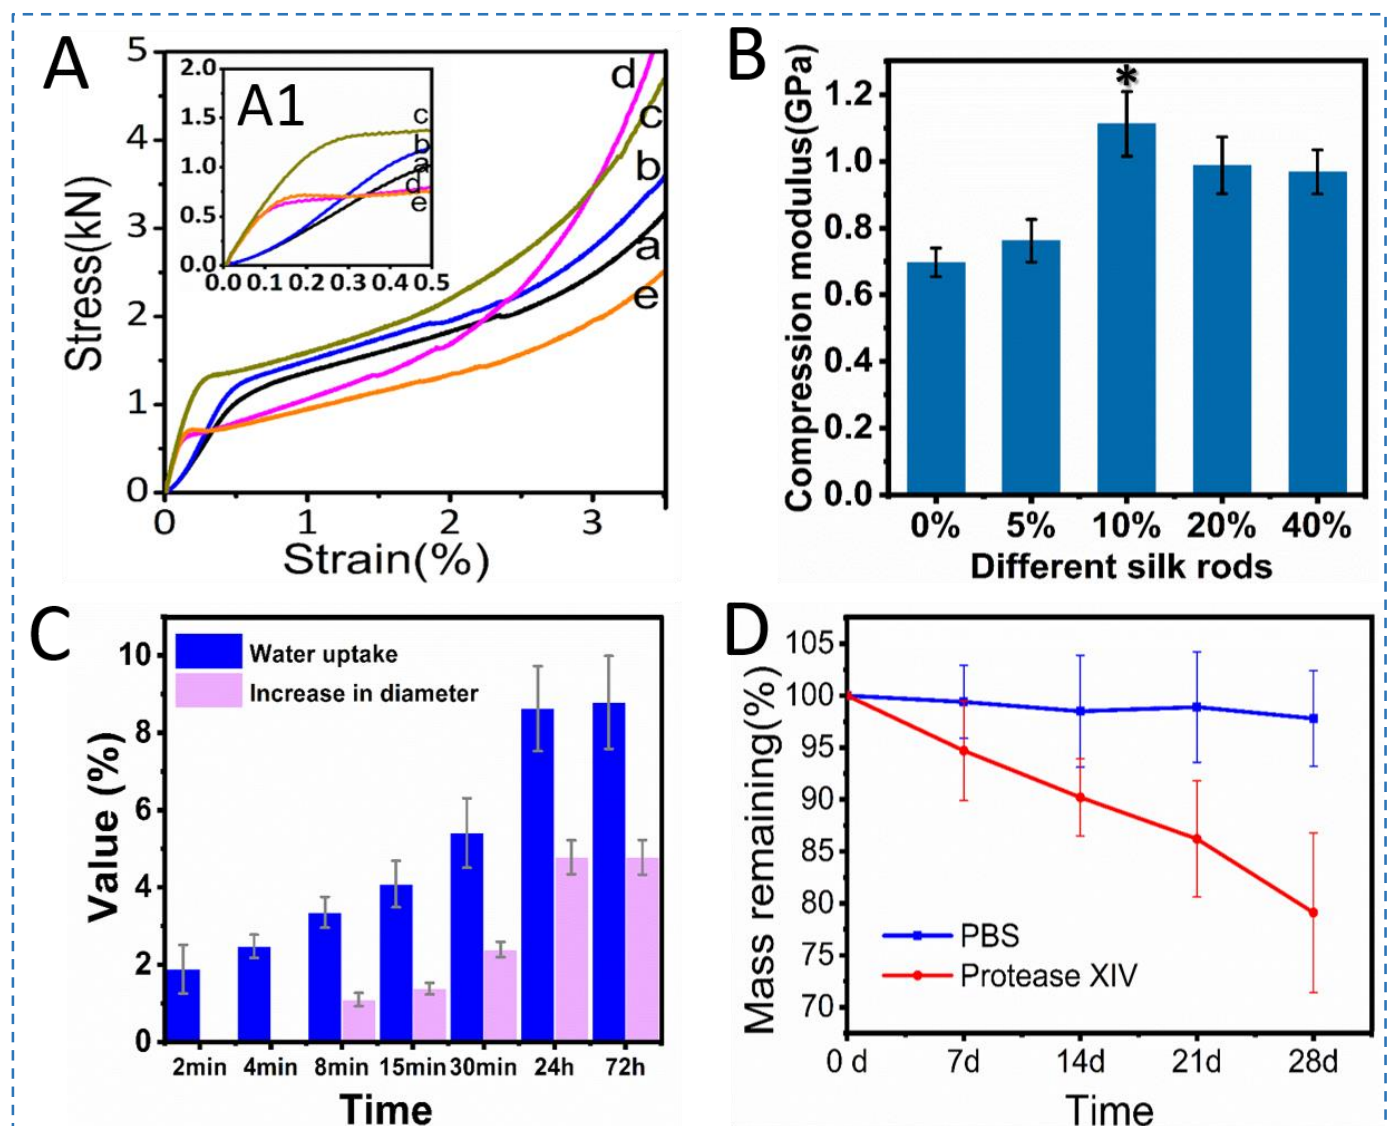 A
Stress(kN)
5
4
3
2
1
0
0
1
2
3
Strain(%)
d
c
b
a
e
A1
2.0
1.5
1.0
0.5
0.0
0.0
0.1
0.2
0.3
0.4
0.5
c
b
a
d
e
B
Compression modulus(GPa)
1.2
1.0
0.8
0.6
0.4
0.2
0.0
*
0%
5%
10%
20%
40%
Different silk rods
C
Value (%)
10
8
6
4
2
0
Water uptake
Increase in diameter
2min
4min
8min
15min
30min
24h
72h
Time
D
Mass remaining(%)
105
100
95
90
85
80
75
70
PBS
Protease XIV
0 d
7d
14d
21d
28d
Time